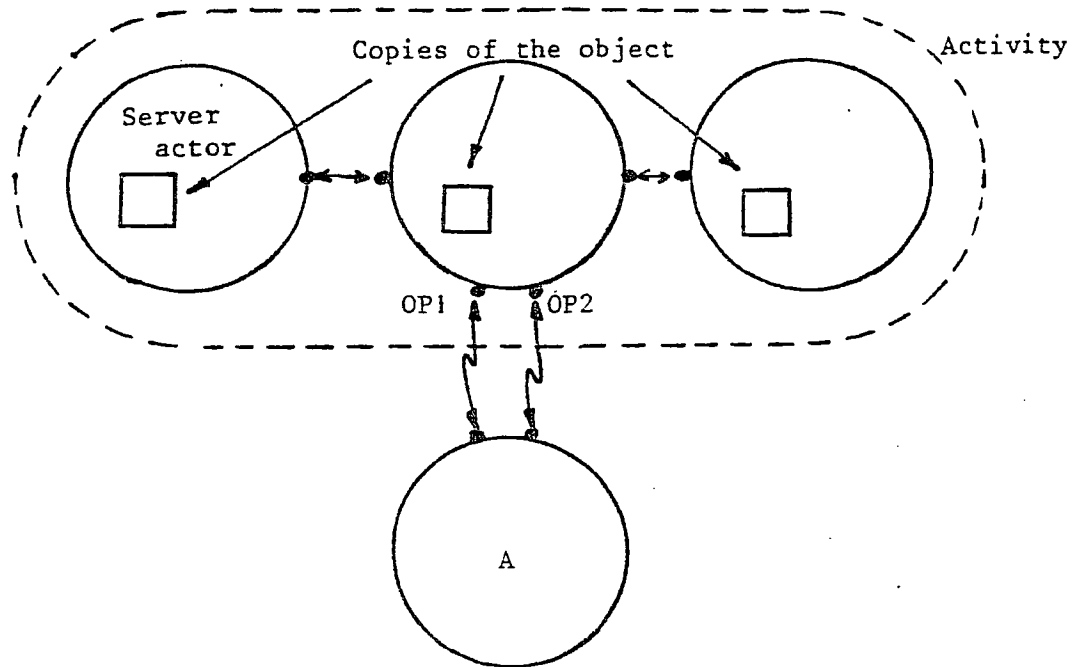 Copies of the object
Activity
Server
actor
OP1
OP2
A